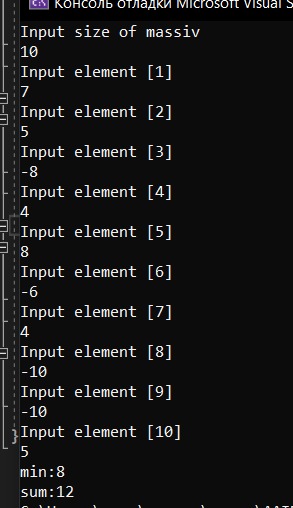 Консоль отладки Microsoft Visual S
Input size of massiv
10
Input element [1]
7
Input element [2]
5
Input element [3]
-8
Input element [4]
4
Input element [5]
8
Input element [6]
-6
Input element [7]
4
Input element [8]
-10
Input element [9]
-10
Input element [10]
5
min:8
sum:12